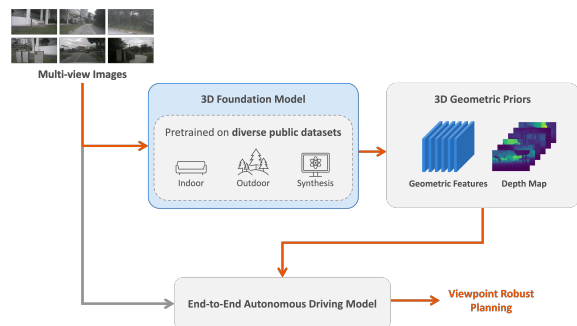 Multi-view Images
3D Foundation Model
Pretrained on diverse public datasets
Indoor
Outdoor
Synthesis
3D Geometric Priors
Geometric Features
Depth Map
End-to-End Autonomous Driving Model
Viewpoint Robust
Planning